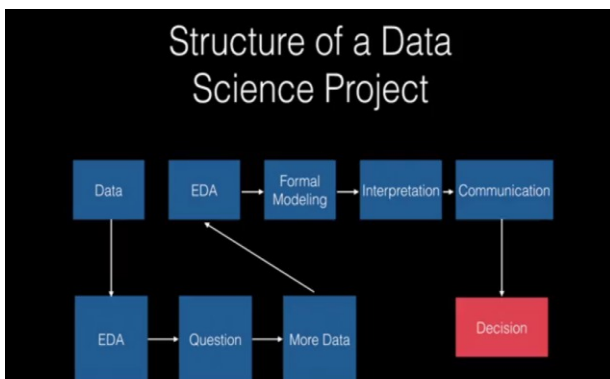 Structure of a Data
Science Project
Data
EDA
Formal
Modeling
Interpretation
Communication
EDA
Question
More Data
Decision